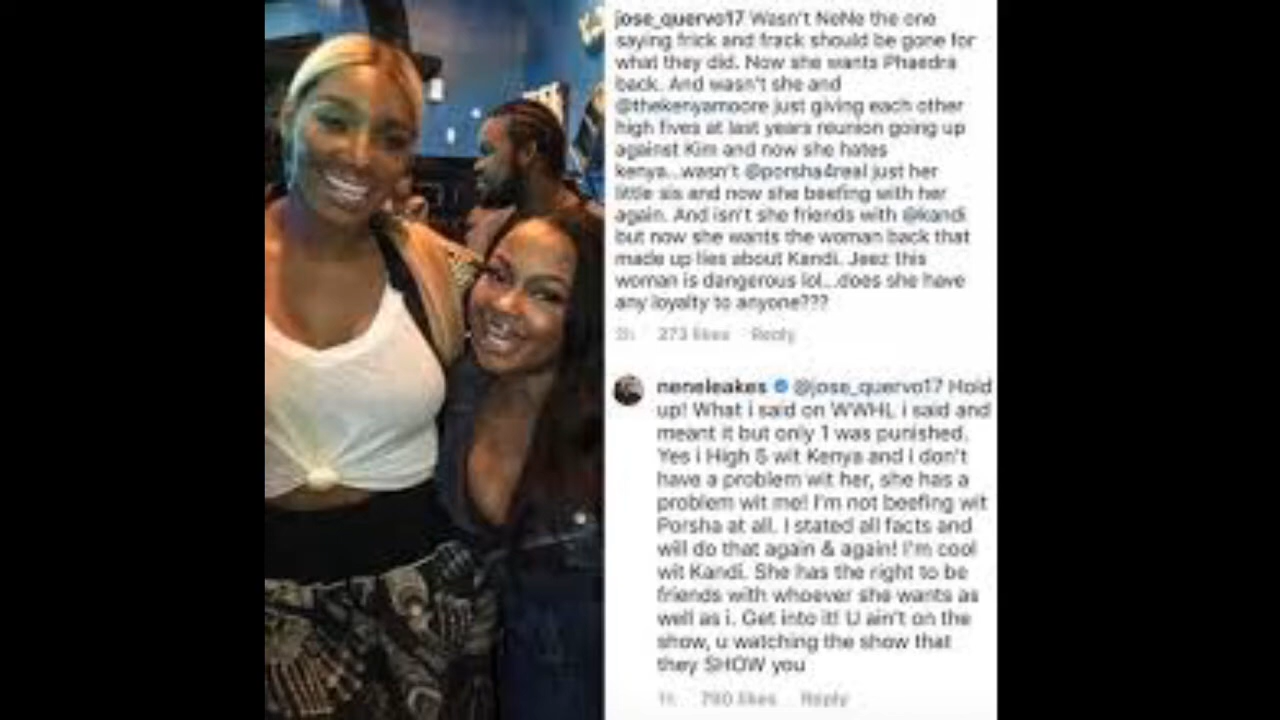 jose_quervo17 Wasn't NeNe the one
saying frick and frack should be gone for
what they did. Now she wants Phaedra
back. And wasn't she and
@thekenyamoore just giving each other
high fives at last years reunion going up
against Kim and now she hates
kenya...wasn't @porsha4real just her
little sis and now she beefing with her
again. And isn't she friends with @kandi
but now she wants the woman back that
made up lies about Kandi. Jeez this
woman is dangerous lol...does she have
any loyalty to anyone???
273 likes Reply
neneleakes @jose_quervo17 Hold
up! What i said on WWHL i said and
meant it but only 1 was punished.
Yes i High 5 wit Kenya and i don't
have a problem wit her, she has a
problem wit me! I'm not beefing wit
Porsha at all. I stated all facts and
will do that again & again! I'm cool
wit Kandi. She has the right to be
friends with whoever she wants as
well as i. Get into it! U ain't on the
show, u watching the show that
they SHOW you
1h 790 likes Reply